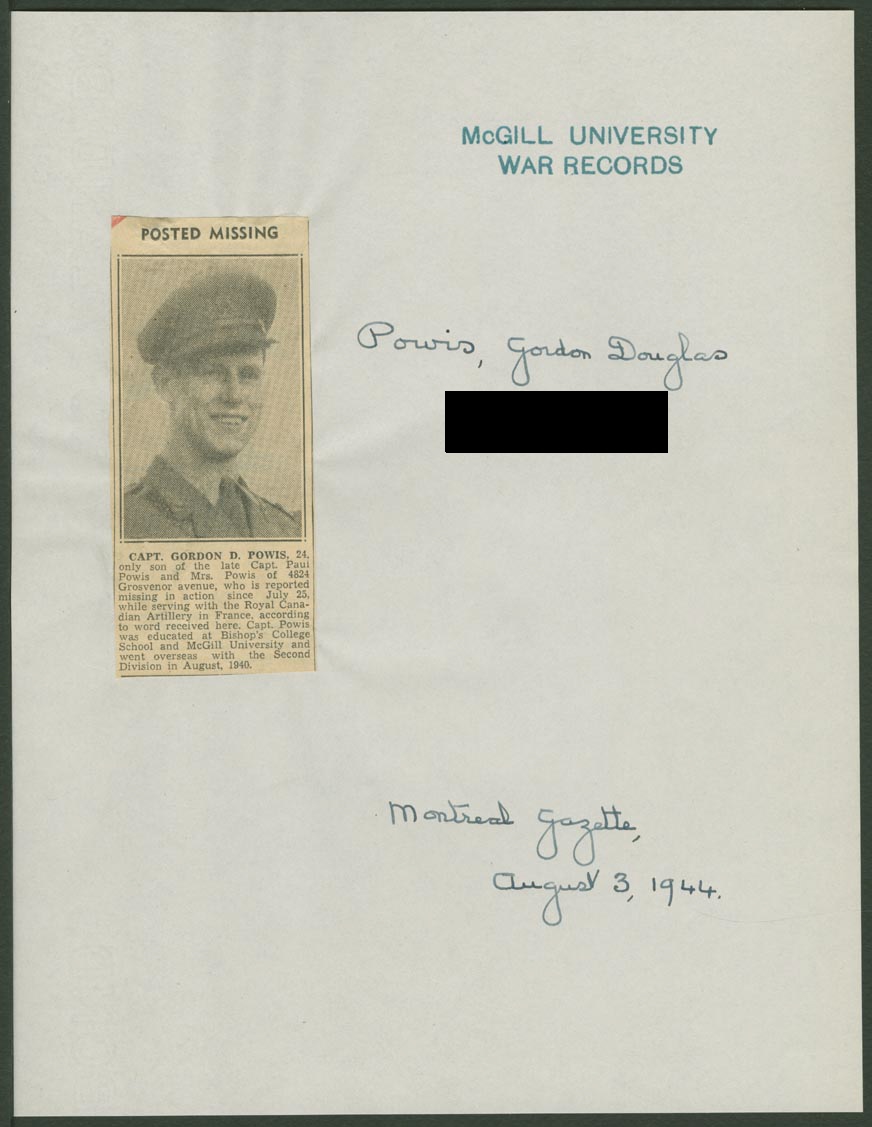 McGILL UNIVERSITY
WAR RECORDS
POSTED MISSING
Powis, Gordon Douglas
CAPT. GORDON D. POWIS, 24,
only son of the late Capt. Paul
Powis and Mrs. Powis of 4824
Grosvenor avenue, who is reported
missing in action since July 25,
while serving with the Royal Cana-
dian Artillery in France, according
to word received here. Capt. Powis
was educated at Bishop's College
School and McGill University and
went overseas with the Second
Division in August, 1940.
Montreal Gazette,
August 3, 1944.